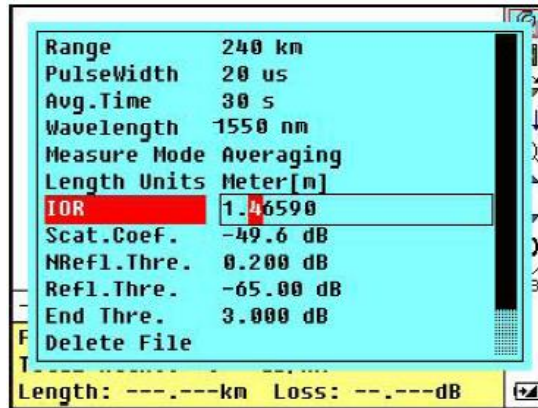 Range 240 km
PulseWidth 20 us
Avg.Time 30 s
Wavelength 1550 nm
Measure Mode Averaging
Length Units Meter[m]
IOR 1.46590
Scat.Coef. -49.6 dB
NRefl.Thre. 0.200 dB
Refl.Thre. -65.00 dB
End Thre. 3.000 dB
Delete File
Length: ---.---km Loss: --.---dB